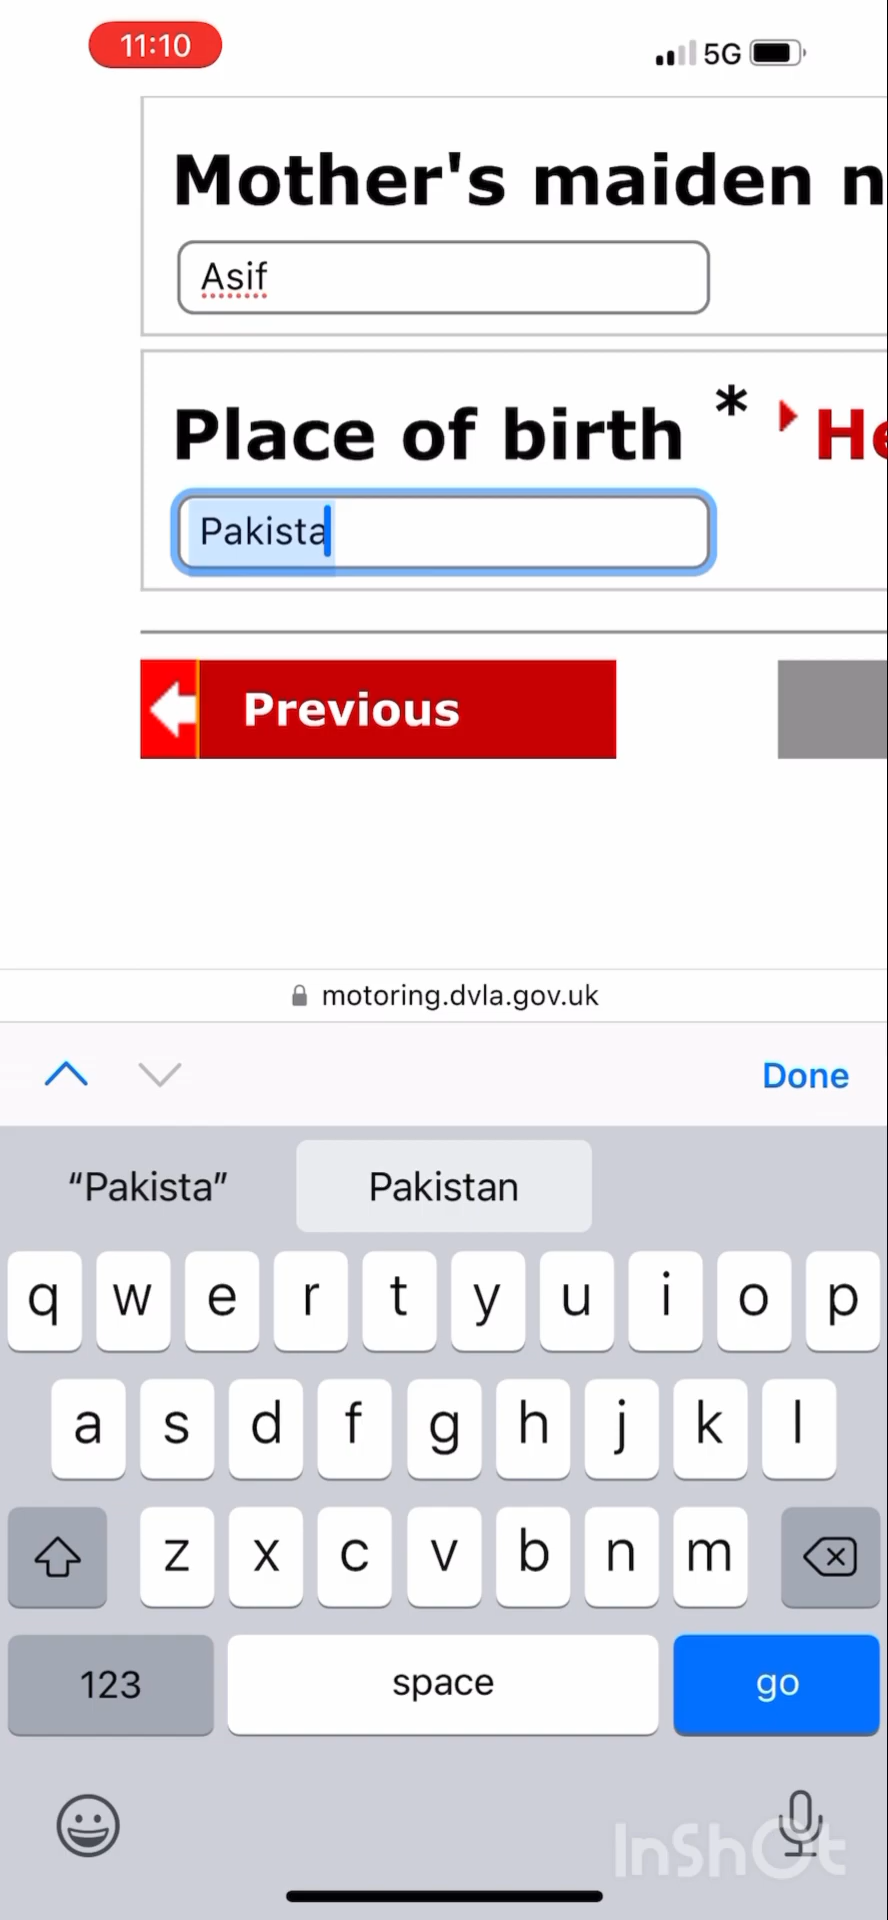 11:10 5G
Mother's maiden n
Asif
Place of birth * He
Pakista
Previous
motoring.dvla.gov.uk
Done
“Pakista” Pakistan
q w e r t y u i o p
a s d f g h j k l
z x c v b n m
123 space go
InShOt